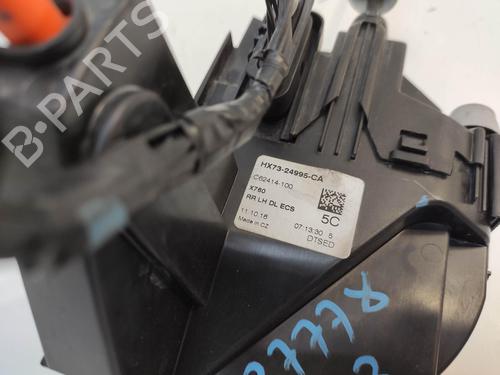 B-PARTS
HX73-24995-CA
C62414-100
X760
RR LH DL ECS
5C
11.10.16
07:13:30 5
Made in CZ
DTSED